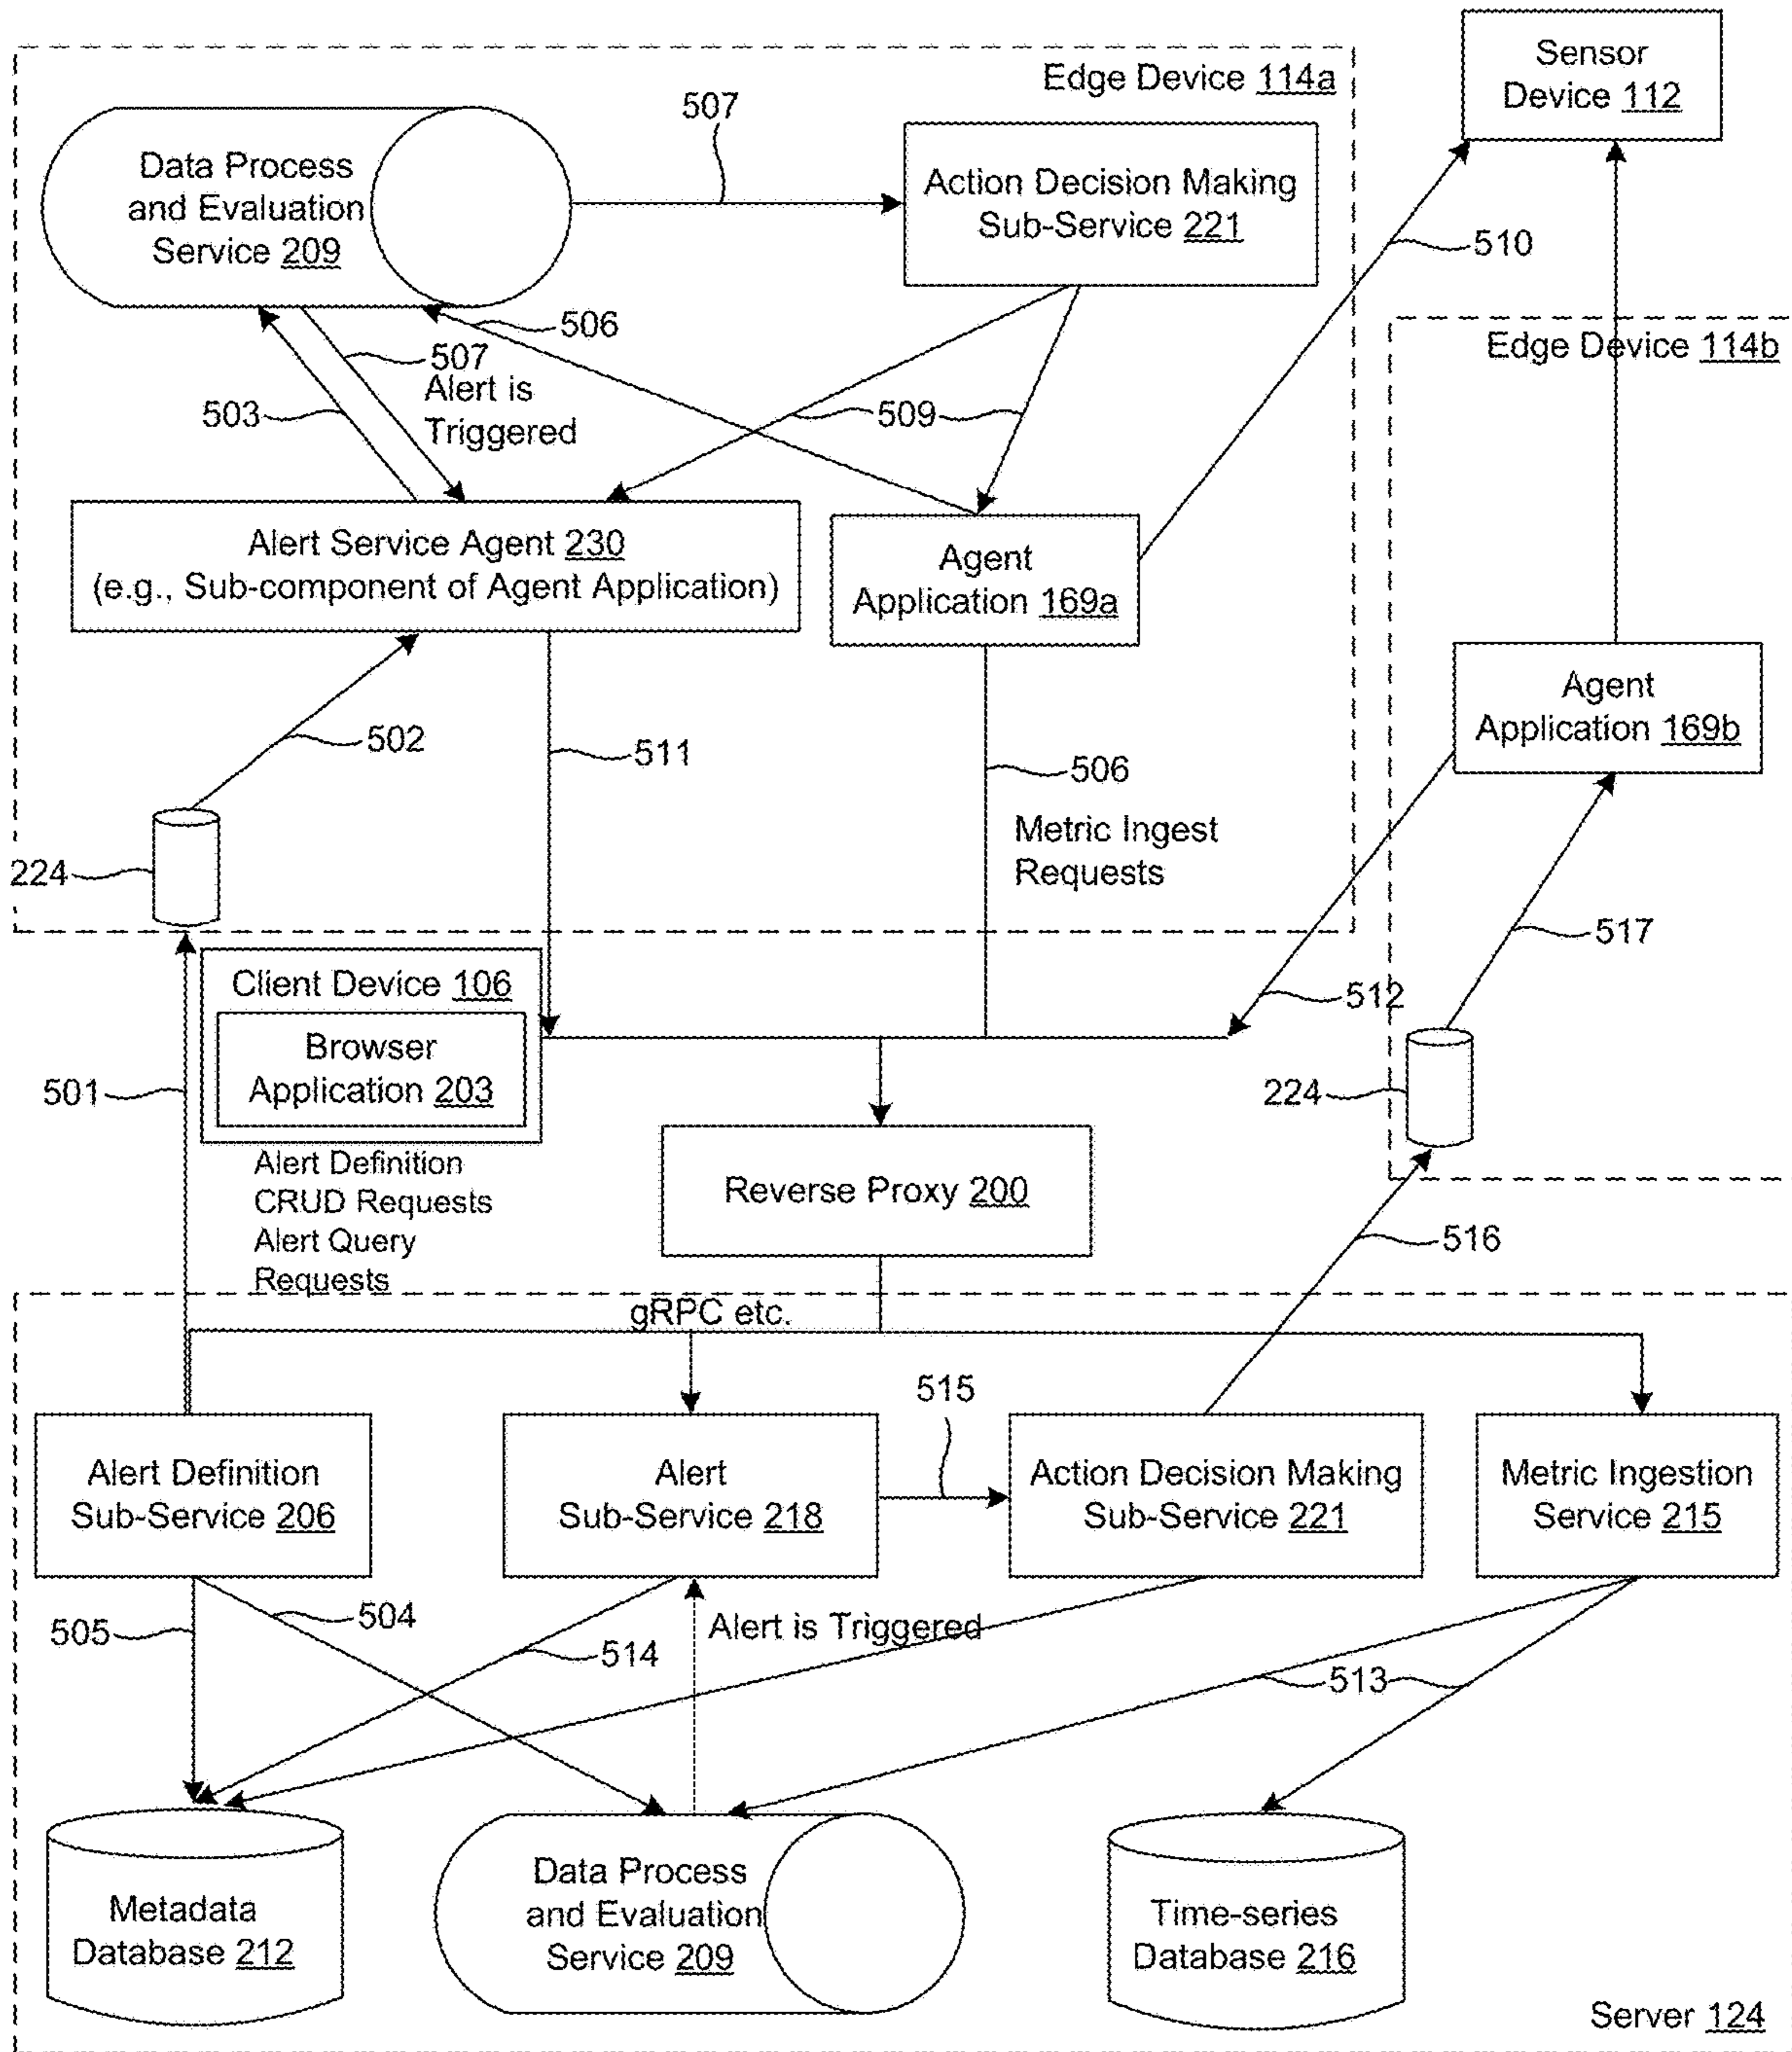 Sensor
Device 112
Edge Device 114a
507
Data Process
and Evaluation
Service 209
Action Decision Making
Sub-Service 221
510
506
Edge Device 114b
507
Alert is
Triggered
503
509
Alert Service Agent 230
(e.g., Sub-component of Agent Application)
Agent
Application 169a
Agent
Application 169b
502
511
506
Metric Ingest
Requests
224
517
Client Device 106
512
Browser
Application 203
501
224
Alert Definition
CRUD Requests
Alert Query
Requests
Reverse Proxy 200
516
gRPC etc.
515
Alert Definition
Sub-Service 206
Alert
Sub-Service 218
Action Decision Making
Sub-Service 221
Metric Ingestion
Service 215
505
504
514
Alert is Triggered
513
Metadata
Database 212
Data Process
and Evaluation
Service 209
Time-series
Database 216
Server 124